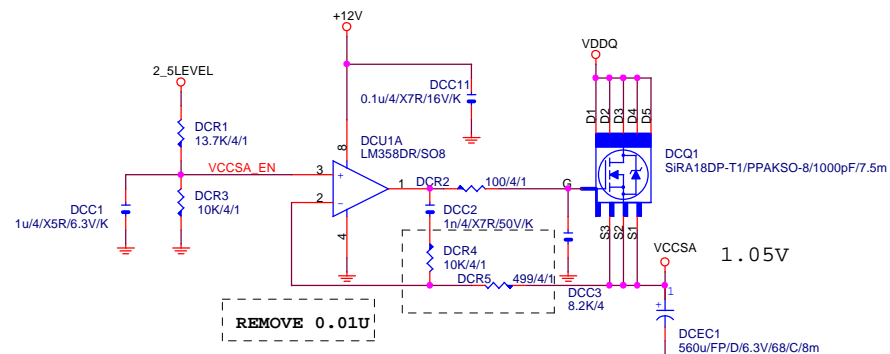 +12V
VDDQ
2_5LEVEL
DCC11
0.1u/4/X7R/16V/K
D1
D2
D3
D4
D5
DCR1
13.7K/4/1
DCU1A
LM358DR/SO8
DCQ1
SiRA18DP-T1/PPAKSO-8/1000pF/7.5m
8
VCCSA_EN
3
+
1
DCR2
100/4/1
G
DCC1
1u/4/X5R/6.3V/K
DCR3
10K/4/1
2
-
4
DCC2
1n/4/X7R/50V/K
S3
S2
S1
VCCSA
1.05V
DCR4
10K/4/1
DCR5
499/4/1
DCC3
8.2K/4
REMOVE 0.01U
+
1
DCEC1
560u/FP/D/6.3V/68/C/8m